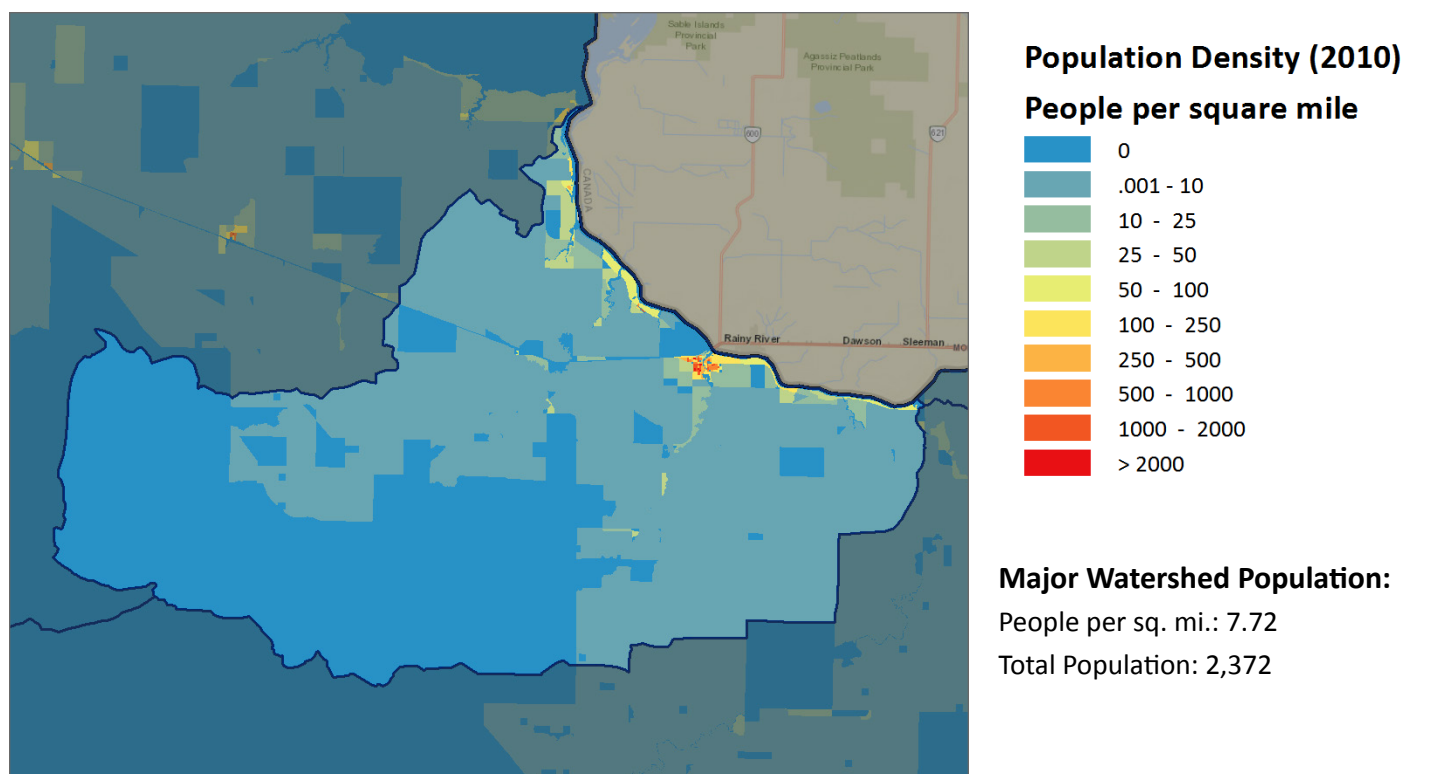 Sable Islands
Provincial
Park
Agassiz Peatlands
Provincial Park
600
621
CANADA
Rainy River
Dawson
Sleeman
MO
Population Density (2010)
People per square mile
0
.001 - 10
10 - 25
25 - 50
50 - 100
100 - 250
250 - 500
500 - 1000
1000 - 2000
> 2000
Major Watershed Population:
People per sq. mi.: 7.72
Total Population: 2,372